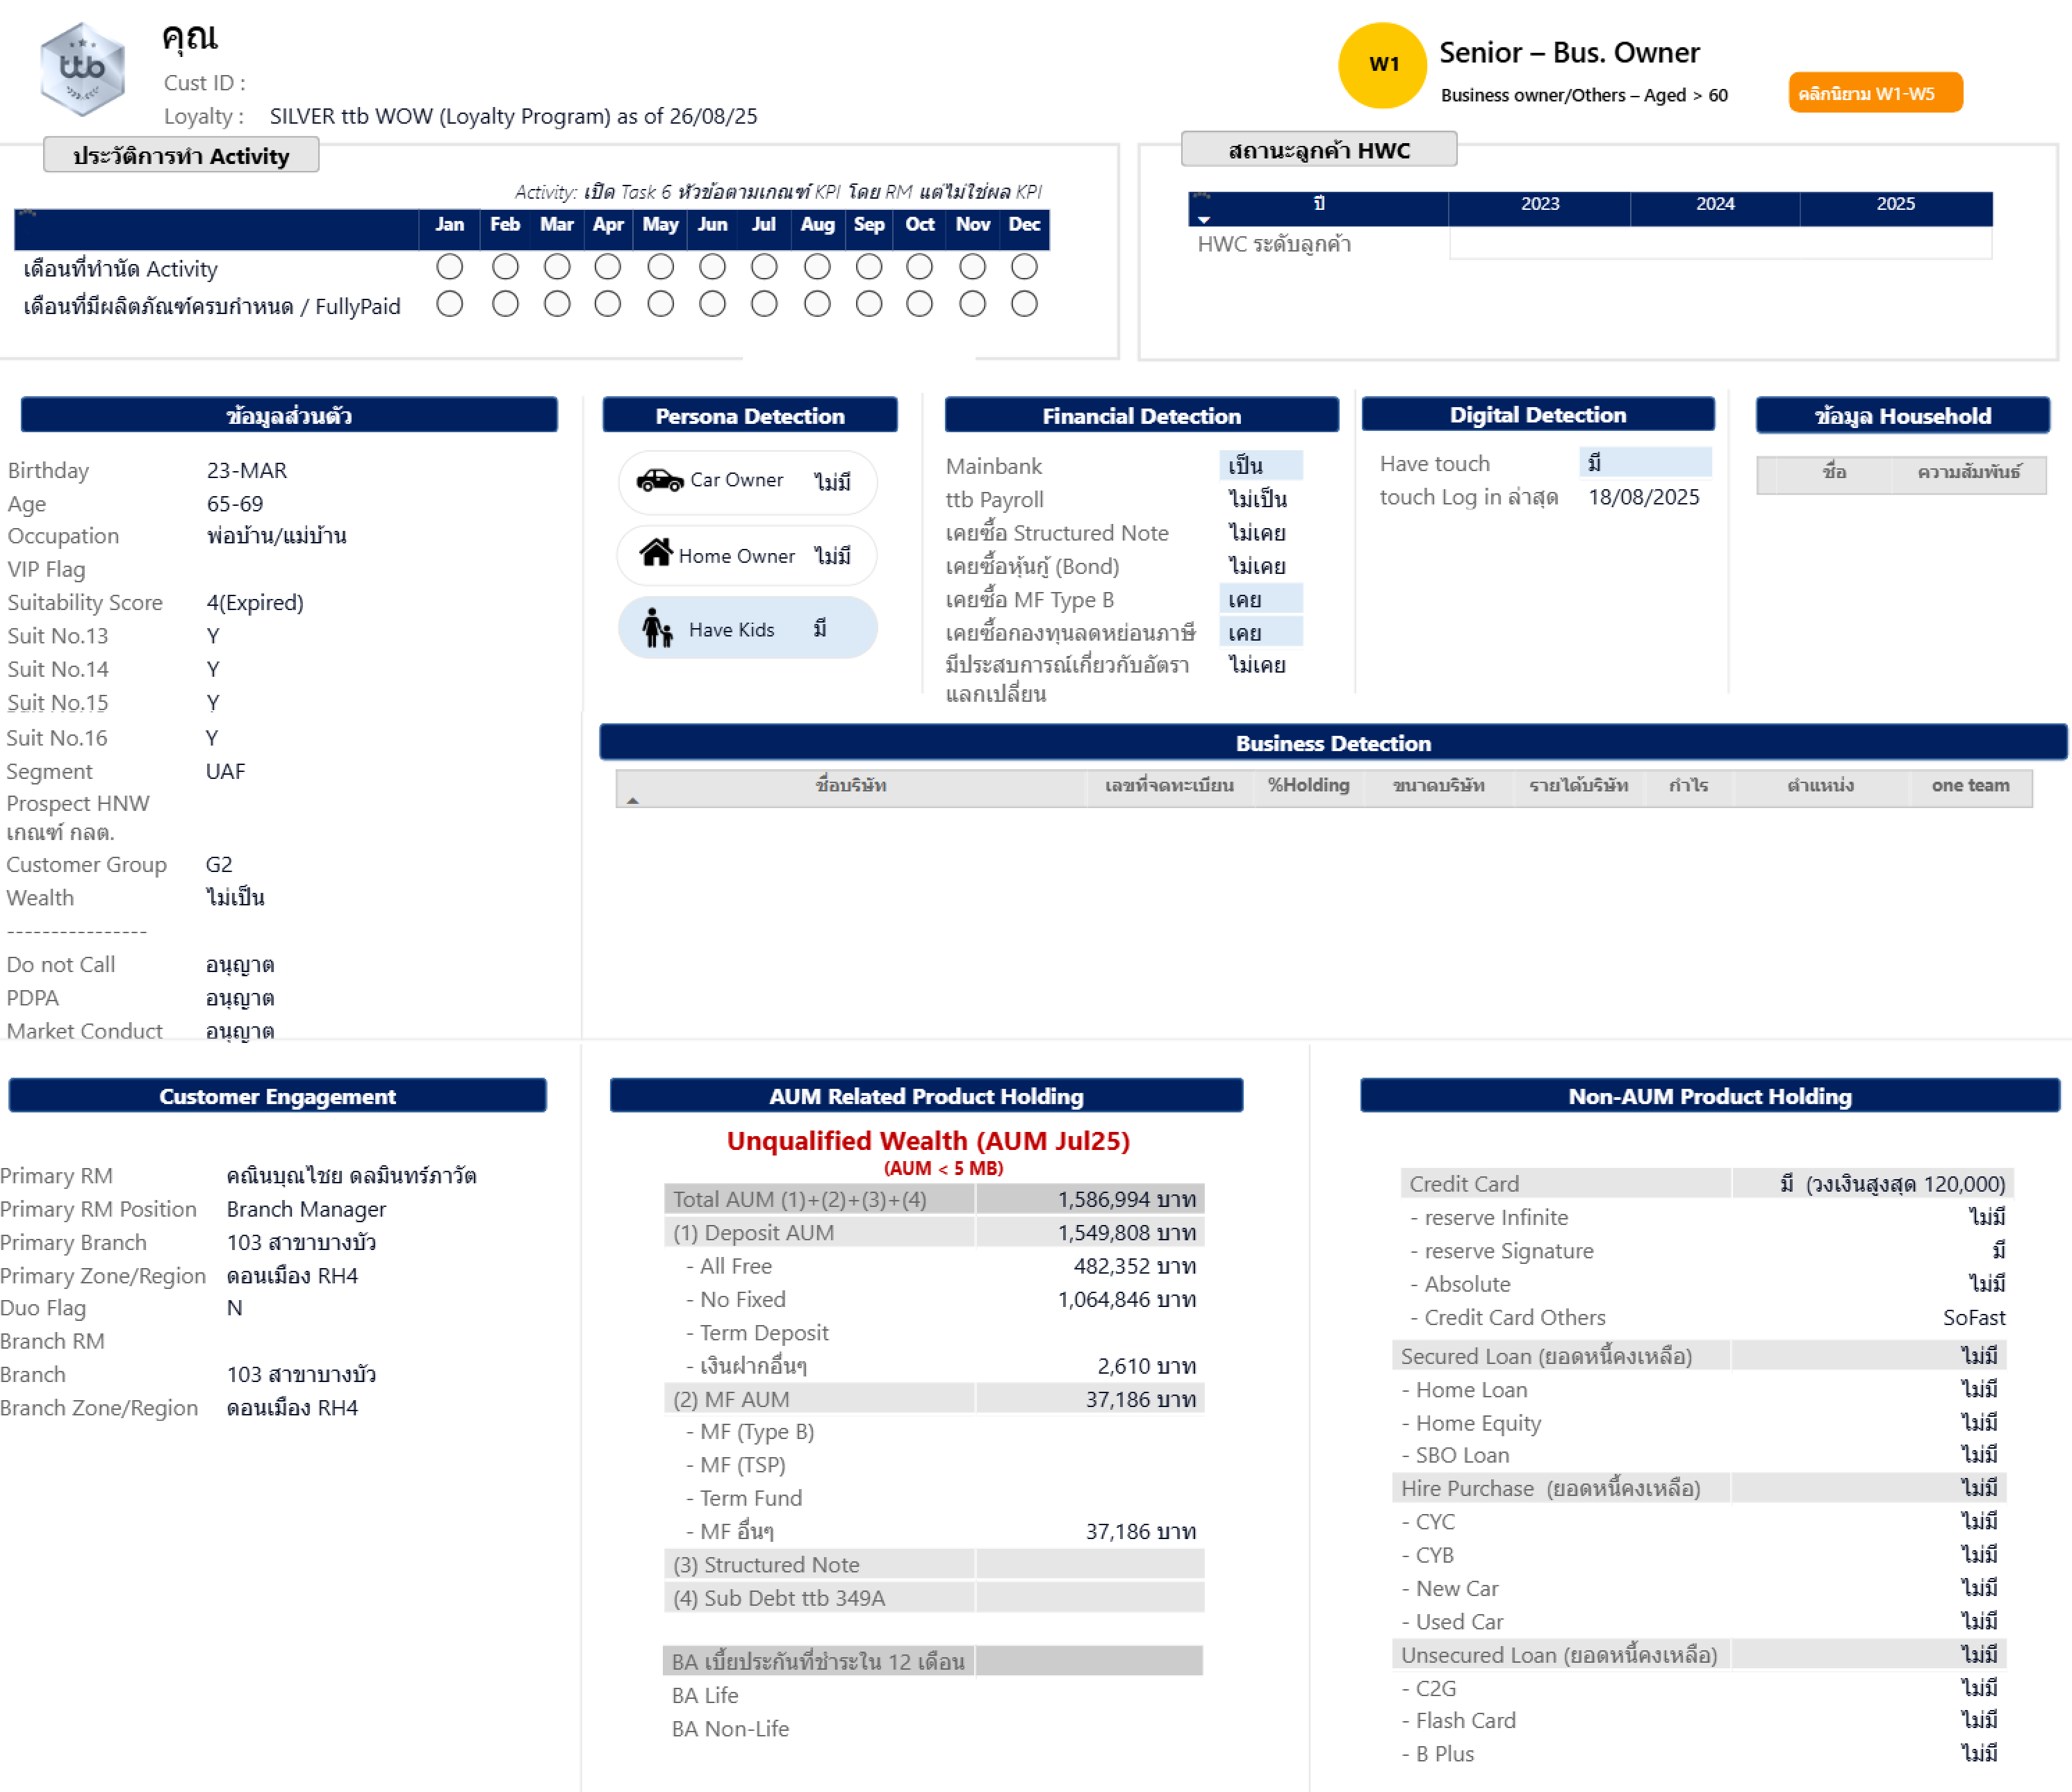 ttb
คุณ
Cust ID :
Loyalty : SILVER ttb WOW (Loyalty Program) as of 26/08/25
W1
Senior – Bus. Owner
Business owner/Others – Aged > 60
คลิกนิยาม W1-W5
ประวัติการทำ Activity
Activity: เปิด Task 6 หัวข้อตามเกณฑ์ KPI โดย RM แต่ไม่ใช่ผล KPI
Jan Feb Mar Apr May Jun Jul Aug Sep Oct Nov Dec
เดือนที่ทำนัด Activity
เดือนที่มีผลิตภัณฑ์ครบกำหนด / FullyPaid
สถานะลูกค้า HWC
ปี 2023 2024 2025
HWC ระดับลูกค้า
ข้อมูลส่วนตัว
Birthday 23-MAR
Age 65-69
Occupation พ่อบ้าน/แม่บ้าน
VIP Flag
Suitability Score 4(Expired)
Suit No.13 Y
Suit No.14 Y
Suit No.15 Y
Suit No.16 Y
Segment UAF
Prospect HNW
เกณฑ์ กลต.
Customer Group G2
Wealth ไม่เป็น
----------------
Do not Call อนุญาต
PDPA อนุญาต
Market Conduct อนุญาต
Persona Detection
Car Owner ไม่มี
Home Owner ไม่มี
Have Kids มี
Financial Detection
Mainbank เป็น
ttb Payroll ไม่เป็น
เคยซื้อ Structured Note ไม่เคย
เคยซื้อหุ้นกู้ (Bond) ไม่เคย
เคยซื้อ MF Type B เคย
เคยซื้อกองทุนลดหย่อนภาษี เคย
มีประสบการณ์เกี่ยวกับอัตรา ไม่เคย
แลกเปลี่ยน
Digital Detection
Have touch มี
touch Log in ล่าสุด 18/08/2025
ข้อมูล Household
ชื่อ ความสัมพันธ์
Business Detection
ชื่อบริษัท เลขที่จดทะเบียน %Holding ขนาดบริษัท รายได้บริษัท กำไร ตำแหน่ง one team
Customer Engagement
Primary RM คณินบุณไชย ดลมินทร์ภาวัต
Primary RM Position Branch Manager
Primary Branch 103 สาขาบางบัว
Primary Zone/Region ดอนเมือง RH4
Duo Flag N
Branch RM
Branch 103 สาขาบางบัว
Branch Zone/Region ดอนเมือง RH4
AUM Related Product Holding
Unqualified Wealth (AUM Jul25)
(AUM < 5 MB)
Total AUM (1)+(2)+(3)+(4) 1,586,994 บาท
(1) Deposit AUM 1,549,808 บาท
- All Free 482,352 บาท
- No Fixed 1,064,846 บาท
- Term Deposit
- เงินฝากอื่นๆ 2,610 บาท
(2) MF AUM 37,186 บาท
- MF (Type B)
- MF (TSP)
- Term Fund
- MF อื่นๆ 37,186 บาท
(3) Structured Note
(4) Sub Debt ttb 349A
BA เบี้ยประกันที่ชำระใน 12 เดือน
BA Life
BA Non-Life
Non-AUM Product Holding
Credit Card มี (วงเงินสูงสุด 120,000)
- reserve Infinite ไม่มี
- reserve Signature มี
- Absolute ไม่มี
- Credit Card Others SoFast
Secured Loan (ยอดหนี้คงเหลือ) ไม่มี
- Home Loan ไม่มี
- Home Equity ไม่มี
- SBO Loan ไม่มี
Hire Purchase (ยอดหนี้คงเหลือ) ไม่มี
- CYC ไม่มี
- CYB ไม่มี
- New Car ไม่มี
- Used Car ไม่มี
Unsecured Loan (ยอดหนี้คงเหลือ) ไม่มี
- C2G ไม่มี
- Flash Card ไม่มี
- B Plus ไม่มี